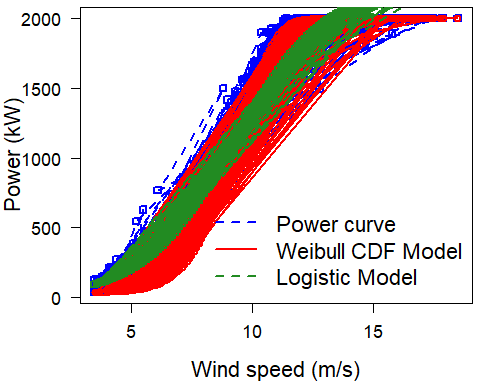 2000
1500
1000
500
0
Power (kW)
Power curve
Weibull CDF Model
Logistic Model
5 10 15
Wind speed (m/s)